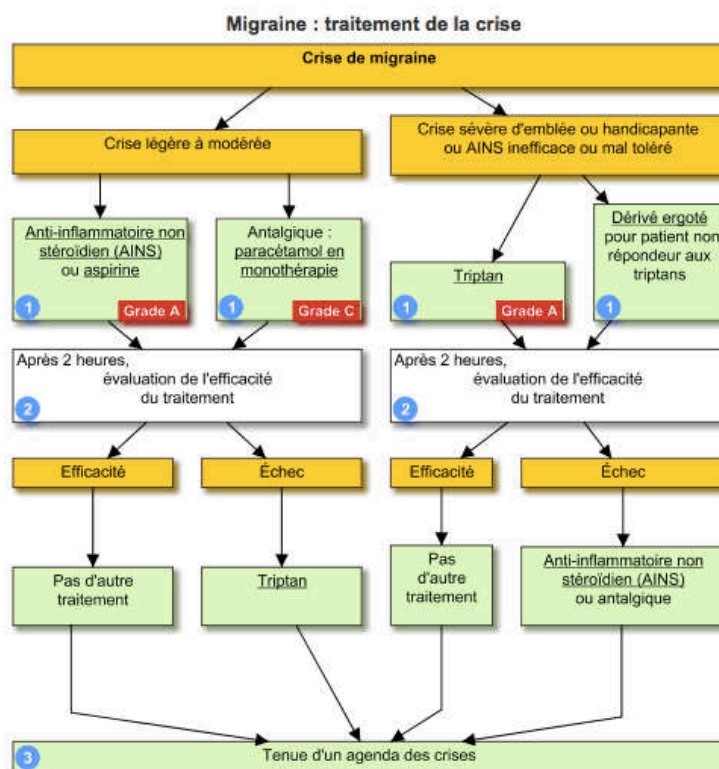 Migraine : traitement de la crise
Crise de migraine
Crise légère à modérée
Crise sévère d'emblée ou handicapante
ou AINS inefficace ou mal toléré
Anti-inflammatoire non
stéroïdien (AINS)
ou aspirine
1
Grade A
Antalgique :
paracétamol en
monothérapie
1
Grade C
Triptan
1
Grade A
Dérivé ergoté
pour patient non
répondeur aux
triptans
1
Après 2 heures,
évaluation de l'efficacité
du traitement
2
Après 2 heures,
évaluation de l'efficacité
du traitement
2
Efficacité
Échec
Efficacité
Échec
Pas d'autre
traitement
Triptan
Pas
d'autre
traitement
Anti-inflammatoire non
stéroïdien (AINS)
ou antalgique
3
Tenue d'un agenda des crises